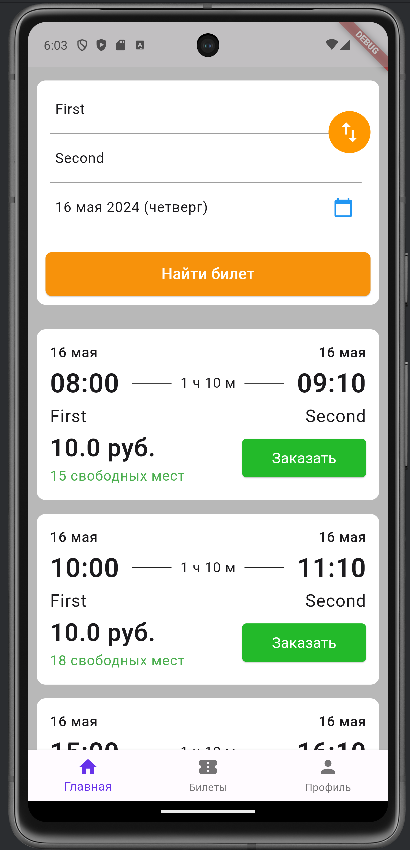 6:03
DEBUG
First
Second
16 мая 2024 (четверг)
Найти билет
16 мая 16 мая
08:00 1 ч 10 м 09:10
First Second
10.0 руб.
15 свободных мест
Заказать
16 мая 16 мая
10:00 1 ч 10 м 11:10
First Second
10.0 руб.
18 свободных мест
Заказать
16 мая 16 мая
15:00 1 ч 10 м 16:10
Главная Билеты Профиль